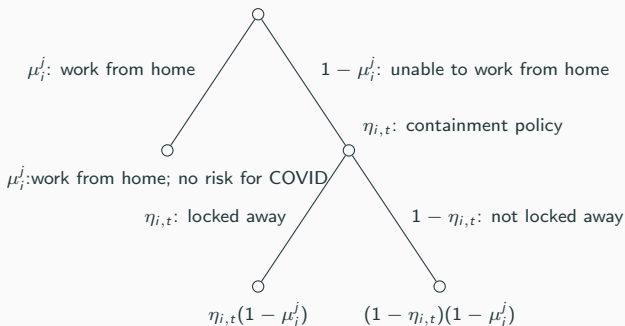 μ_i^j: work from home
1 − μ_i^j: unable to work from home
η_{i,t}: containment policy
μ_i^j:work from home; no risk for COVID
η_{i,t}: locked away
1 − η_{i,t}: not locked away
η_{i,t}(1 − μ_i^j)
(1 − η_{i,t})(1 − μ_i^j)